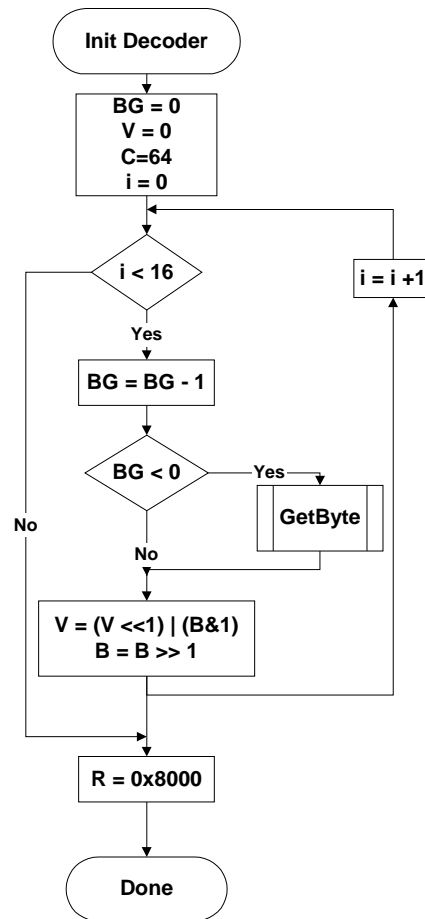 Init Decoder
BG = 0
V = 0
C=64
i = 0
i < 16
i = i +1
Yes
BG = BG - 1
BG < 0
Yes
GetByte
No
No
V = (V <<1) | (B&1)
B = B >> 1
R = 0x8000
Done